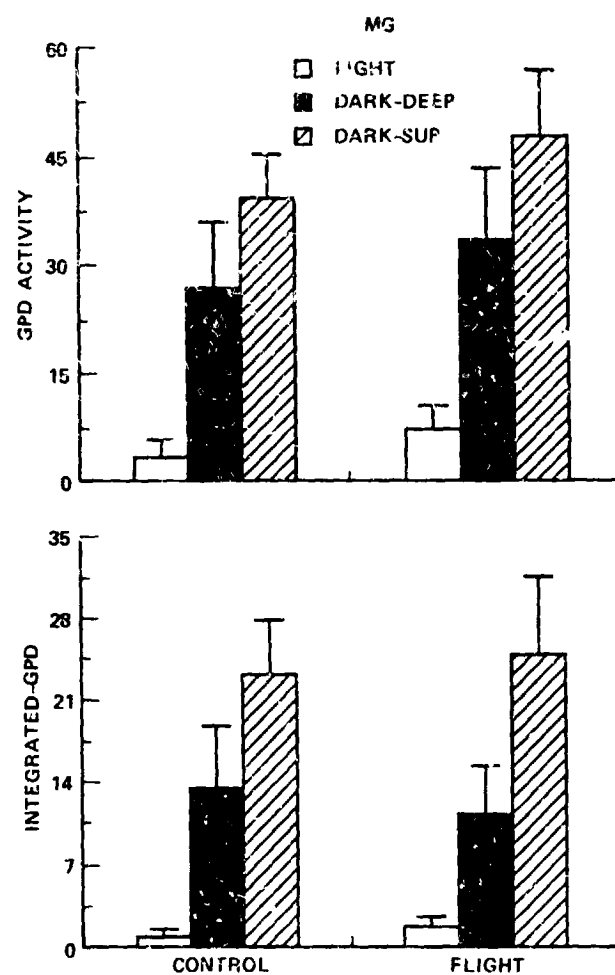 MG
LIGHT
DARK-DEEP
DARK-SUP
60
45
30
15
0
GPD ACTIVITY
35
28
21
14
7
0
INTEGRATED-GPD
CONTROL FLIGHT